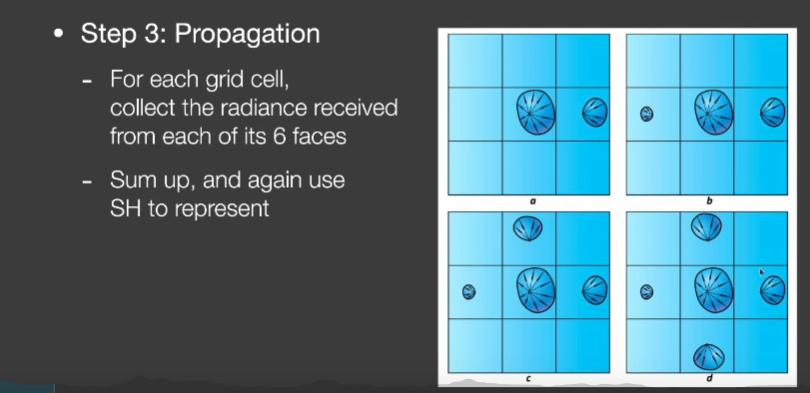 • Step 3: Propagation
- For each grid cell,
collect the radiance received
from each of its 6 faces
- Sum up, and again use
SH to represent
a
b
c
d